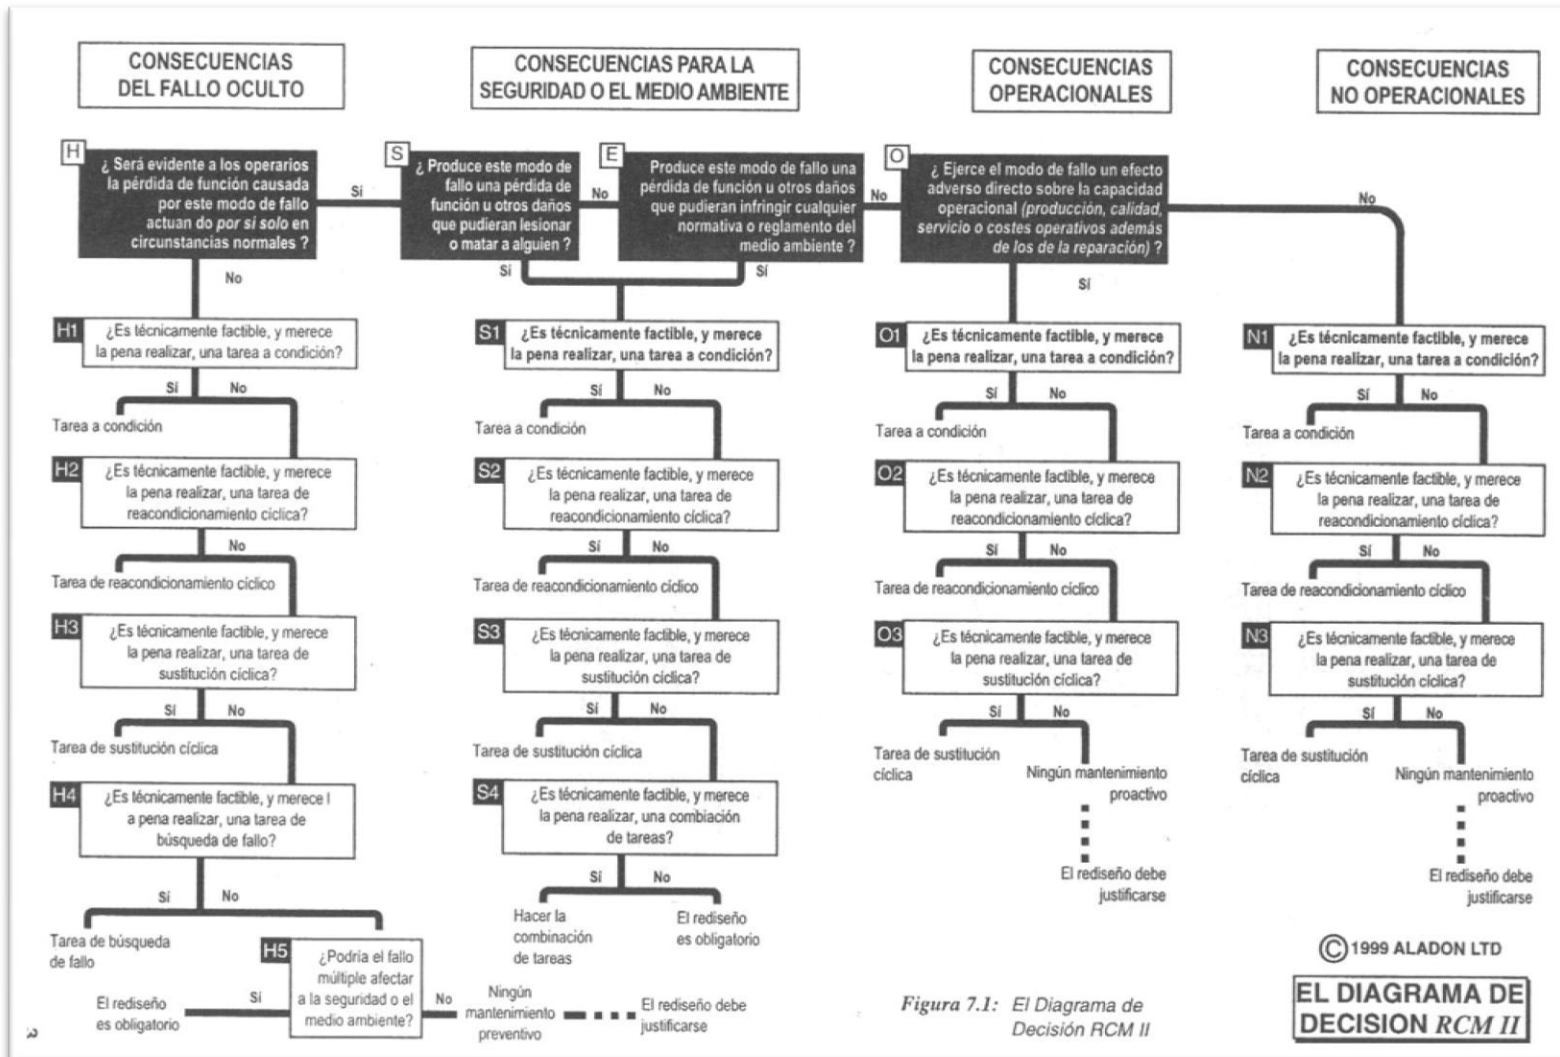 CONSECUENCIAS
DEL FALLO OCULTO
CONSECUENCIAS PARA LA
SEGURIDAD O EL MEDIO AMBIENTE
CONSECUENCIAS
OPERACIONALES
CONSECUENCIAS
NO OPERACIONALES
H
¿ Será evidente a los operarios
la pérdida de función causada
por este modo de fallo
actuan do por si solo en
circunstancias normales ?
Sí
No
S
¿ Produce este modo de
fallo una pérdida de
función u otros daños
que pudieran lesionar
o matar a alguien ?
No
Sí
E
Produce este modo de fallo una
pérdida de función u otros daños
que pudieran infringir cualquier
normativa o reglamento del
medio ambiente ?
No
Sí
O
¿ Ejerce el modo de fallo un efecto
adverso directo sobre la capacidad
operacional (producción, calidad,
servicio o costes operativos además
de los de la reparación) ?
No
Sí
H1
¿Es técnicamente factible, y merece
la pena realizar, una tarea a condición?
Sí No
Tarea a condición
H2
¿Es técnicamente factible, y merece
la pena realizar, una tarea de
reacondicionamiento cíclica?
No
Tarea de reacondicionamiento cíclico
H3
¿Es técnicamente factible, y merece
la pena realizar, una tarea de
sustitución cíclica?
Sí No
Tarea de sustitución cíclica
H4
¿Es técnicamente factible, y merece l
a pena realizar, una tarea de
búsqueda de fallo?
Sí No
Tarea de búsqueda
de fallo
H5
¿Podría el fallo
múltiple afectar
a la seguridad o el
medio ambiente?
Sí
El rediseño
es obligatorio
No
Ningún
mantenimiento
preventivo
El rediseño debe
justificarse
S1
¿Es técnicamente factible, y merece
la pena realizar, una tarea a condición?
Sí No
Tarea a condición
S2
¿Es técnicamente factible, y merece
la pena realizar, una tarea de
reacondicionamiento cíclica?
Sí No
Tarea de reacondicionamiento cíclico
S3
¿Es técnicamente factible, y merece
la pena realizar, una tarea de
sustitución cíclica?
Sí No
Tarea de sustitución cíclica
S4
¿Es técnicamente factible, y merece
la pena realizar, una combiación
de tareas?
Sí No
Hacer la
combinación
de tareas
El rediseño
es obligatorio
O1
¿Es técnicamente factible, y merece
la pena realizar, una tarea a condición?
Sí No
Tarea a condición
O2
¿Es técnicamente factible, y merece
la pena realizar, una tarea de
reacondicionamiento cíclica?
Sí No
Tarea de reacondicionamiento cíclico
O3
¿Es técnicamente factible, y merece
la pena realizar, una tarea de
sustitución cíclica?
Sí No
Tarea de sustitución
cíclica
Ningún mantenimiento
proactivo
El rediseño debe
justificarse
N1
¿Es técnicamente factible, y merece
la pena realizar, una tarea a condición?
Sí No
Tarea a condición
N2
¿Es técnicamente factible, y merece
la pena realizar, una tarea de
reacondicionamiento cíclica?
Sí No
Tarea de reacondicionamiento cíclico
N3
¿Es técnicamente factible, y merece
la pena realizar, una tarea de
sustitución cíclica?
Sí No
Tarea de sustitución
cíclica
Ningún mantenimiento
proactivo
El rediseño debe
justificarse
Figura 7.1: El Diagrama de
Decisión RCM II
© 1999 ALADON LTD
EL DIAGRAMA DE
DECISION RCM II